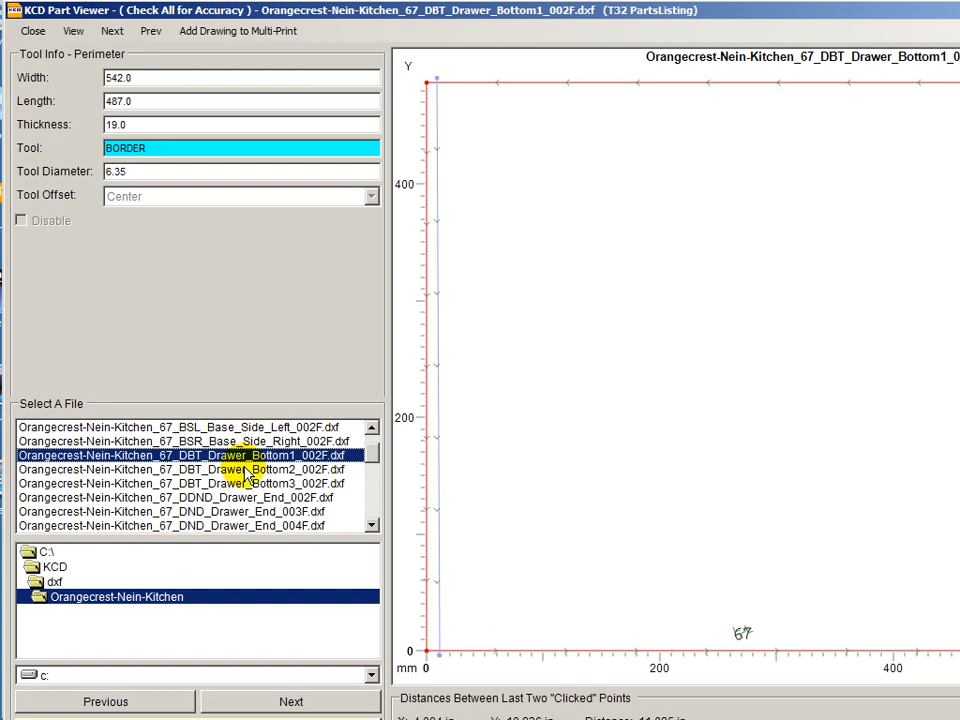 KCD KCD Part Viewer - ( Check All for Accuracy ) - Orangecrest-Nein-Kitchen_67_DBT_Drawer_Bottom1_002F.dxf (T32 PartsListing)
Close View Next Prev Add Drawing to Multi-Print
Tool Info - Perimeter
Width: 542.0
Length: 487.0
Thickness: 19.0
Tool: BORDER
Tool Diameter: 6.35
Tool Offset: Center
Disable
Select A File
Orangecrest-Nein-Kitchen_67_BSL_Base_Side_Left_002F.dxf
Orangecrest-Nein-Kitchen_67_BSR_Base_Side_Right_002F.dxf
Orangecrest-Nein-Kitchen_67_DBT_Drawer_Bottom1_002F.dxf
Orangecrest-Nein-Kitchen_67_DBT_Drawer_Bottom2_002F.dxf
Orangecrest-Nein-Kitchen_67_DBT_Drawer_Bottom3_002F.dxf
Orangecrest-Nein-Kitchen_67_DDND_Drawer_End_002F.dxf
Orangecrest-Nein-Kitchen_67_DND_Drawer_End_003F.dxf
Orangecrest-Nein-Kitchen_67_DND_Drawer_End_004F.dxf
C:\
KCD
dxf
Orangecrest-Nein-Kitchen
c:
Previous Next
Orangecrest-Nein-Kitchen_67_DBT_Drawer_Bottom1_0
Y
400
200
67
0
mm 0 200 400
Distances Between Last Two "Clicked" Points